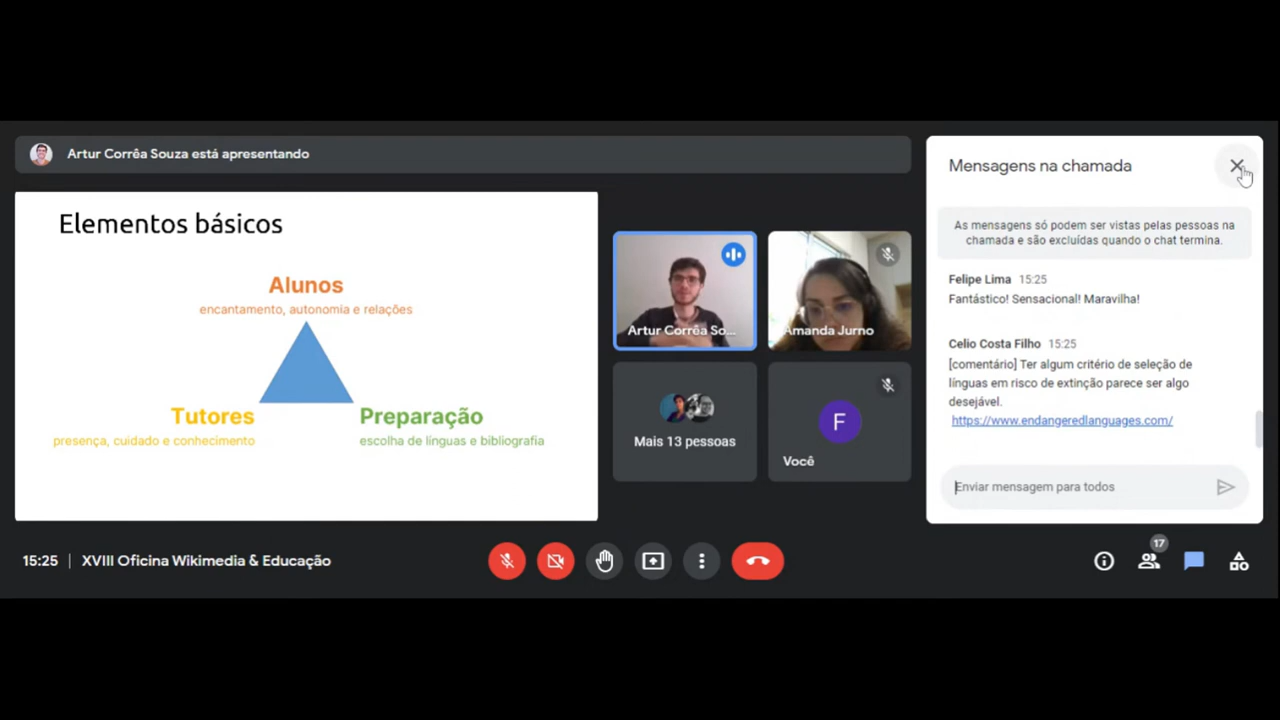 Artur Corrêa Souza está apresentando
Elementos básicos
Alunos
encantamento, autonomia e relações
Tutores
presença, cuidado e conhecimento
Preparação
escolha de línguas e bibliografia
Artur Corrêa So...
Amanda Jurno
Mais 13 pessoas
F
Você
Mensagens na chamada
As mensagens só podem ser vistas pelas pessoas na
chamada e são excluídas quando o chat termina.
Felipe Lima 15:25
Fantástico! Sensacional! Maravilha!
Celio Costa Filho 15:25
[comentário] Ter algum critério de seleção de
línguas em risco de extinção parece ser algo
desejável.
https://www.endangeredlanguages.com/
Enviar mensagem para todos
15:25 | XVIII Oficina Wikimedia & Educação
17